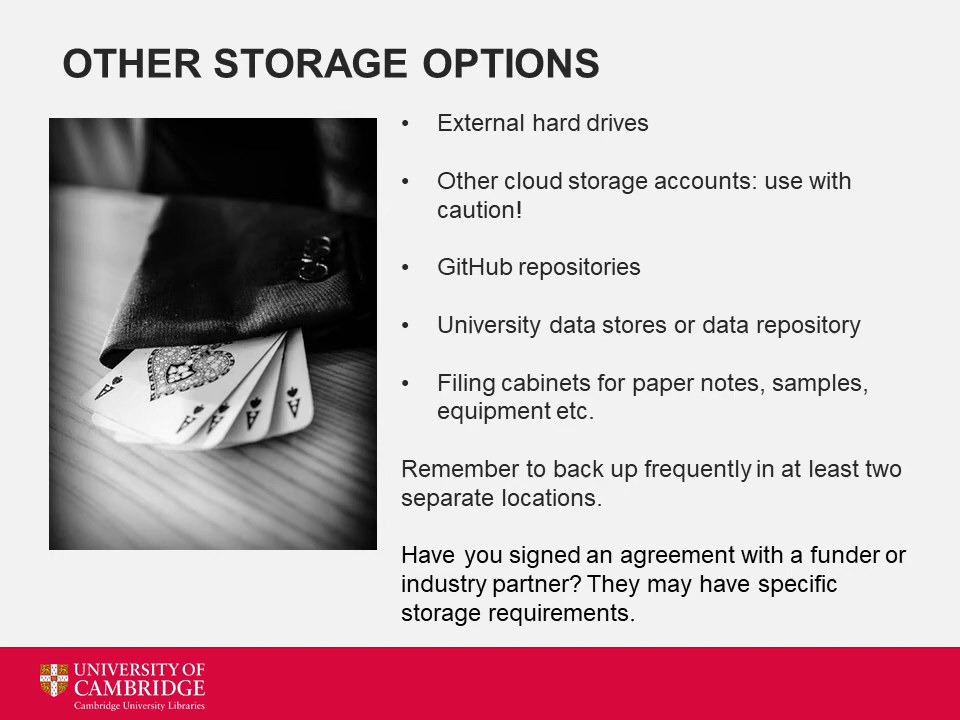 OTHER STORAGE OPTIONS
• External hard drives
• Other cloud storage accounts: use with
caution!
• GitHub repositories
• University data stores or data repository
• Filing cabinets for paper notes, samples,
equipment etc.
Remember to back up frequently in at least two
separate locations.
Have you signed an agreement with a funder or
industry partner? They may have specific
storage requirements.
A
A
A
A
A
UNIVERSITY OF
CAMBRIDGE
Cambridge University Libraries